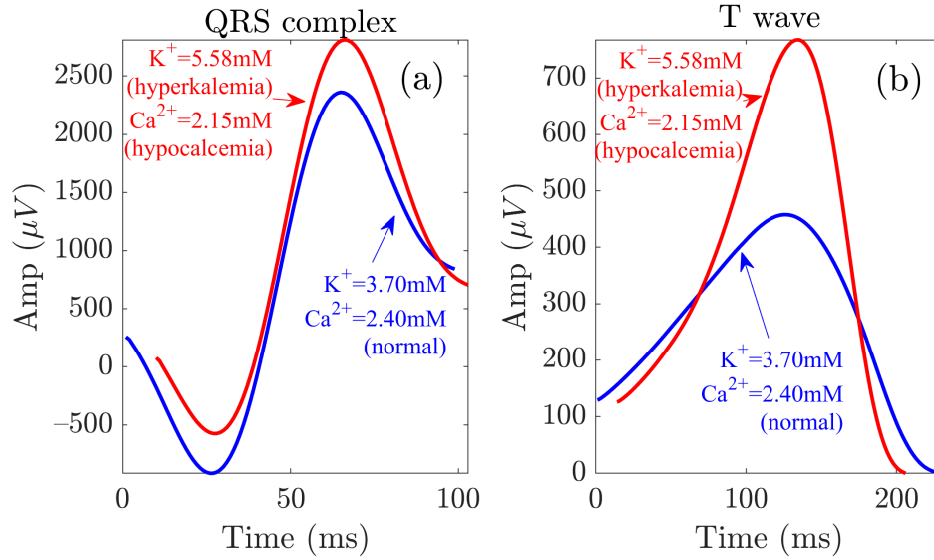 QRS complex
(a)
K⁺=5.58mM
(hyperkalemia)
Ca²⁺=2.15mM
(hypocalcemia)
K⁺=3.70mM
Ca²⁺=2.40mM
(normal)
2500
2000
1500
1000
500
0
−500
Amp (μV)
0 50 100
Time (ms)
T wave
(b)
K⁺=5.58mM
(hyperkalemia)
Ca²⁺=2.15mM
(hypocalcemia)
K⁺=3.70mM
Ca²⁺=2.40mM
(normal)
700
600
500
400
300
200
100
0
Amp (μV)
0 100 200
Time (ms)